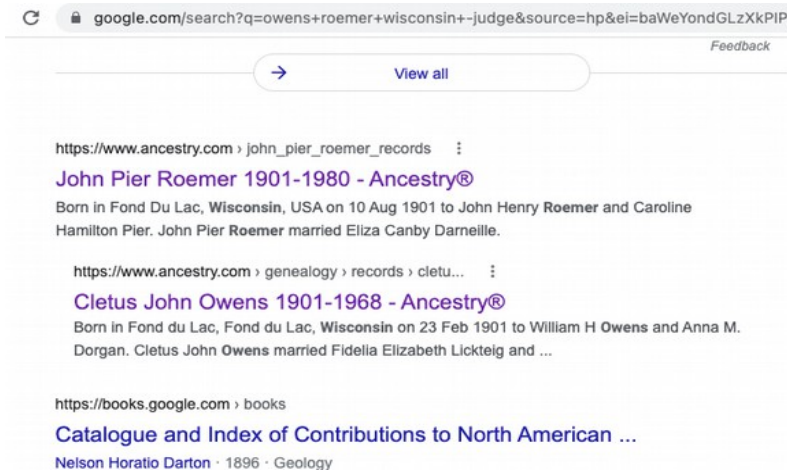 google.com/search?q=owens+roemer+wisconsin+-judge&source=hp&ei=baWeYondGLzXkPIP
Feedback
View all
https://www.ancestry.com › john_pier_roemer_records
John Pier Roemer 1901-1980 - Ancestry®
Born in Fond Du Lac, Wisconsin, USA on 10 Aug 1901 to John Henry Roemer and Caroline
Hamilton Pier. John Pier Roemer married Eliza Canby Darneille.
https://www.ancestry.com › genealogy › records › cletu...
Cletus John Owens 1901-1968 - Ancestry®
Born in Fond du Lac, Fond du Lac, Wisconsin on 23 Feb 1901 to William H Owens and Anna M.
Dorgan. Cletus John Owens married Fidelia Elizabeth Lickteig and ...
https://books.google.com › books
Catalogue and Index of Contributions to North American ...
Nelson Horatio Darton · 1896 · Geology